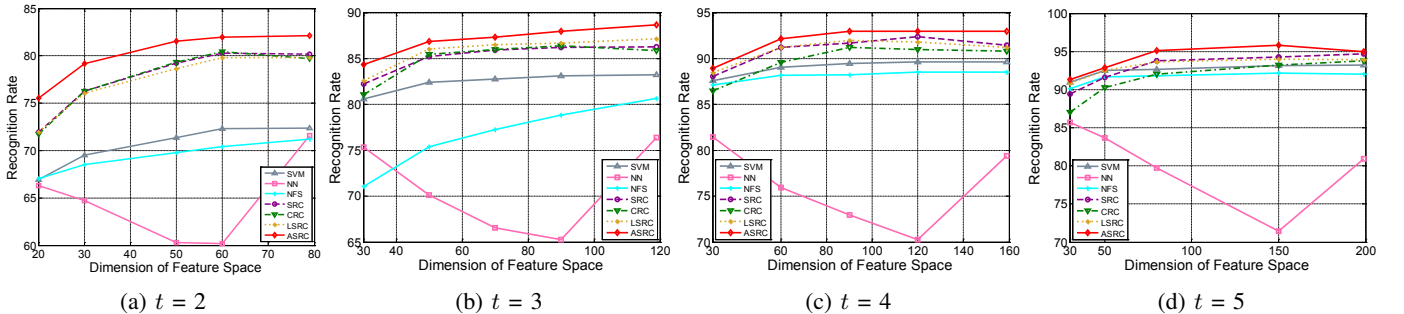 Recognition Rate
85
80
75
70
65
60
20 30 40 50 60 70 80
Dimension of Feature Space
SVM
NN
NFS
SRC
CRC
LSRC
ASRC
(a) t = 2
Recognition Rate
90
85
80
75
70
65
30 40 60 80 100 120
Dimension of Feature Space
SVM
NN
NFS
SRC
CRC
LSRC
ASRC
(b) t = 3
Recognition Rate
100
95
90
85
80
75
70
30 40 60 80 100 120 140 160
Dimension of Feature Space
SVM
NN
NFS
SRC
CRC
LSRC
ASRC
(c) t = 4
Recognition Rate
100
95
90
85
80
75
70
30 50 100 150 200
Dimension of Feature Space
SVM
NN
NFS
SRC
CRC
LSRC
ASRC
(d) t = 5